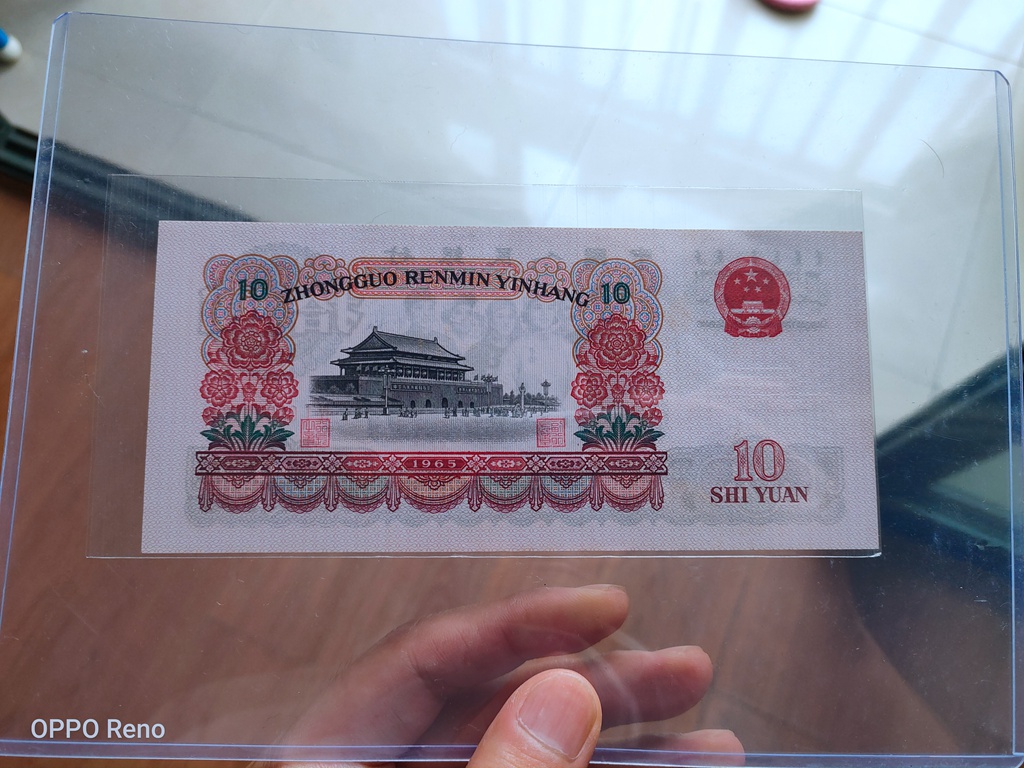 10 ZHONGGUO RENMIN YINHANG 10
1965
10
SHI YUAN
OPPO Reno